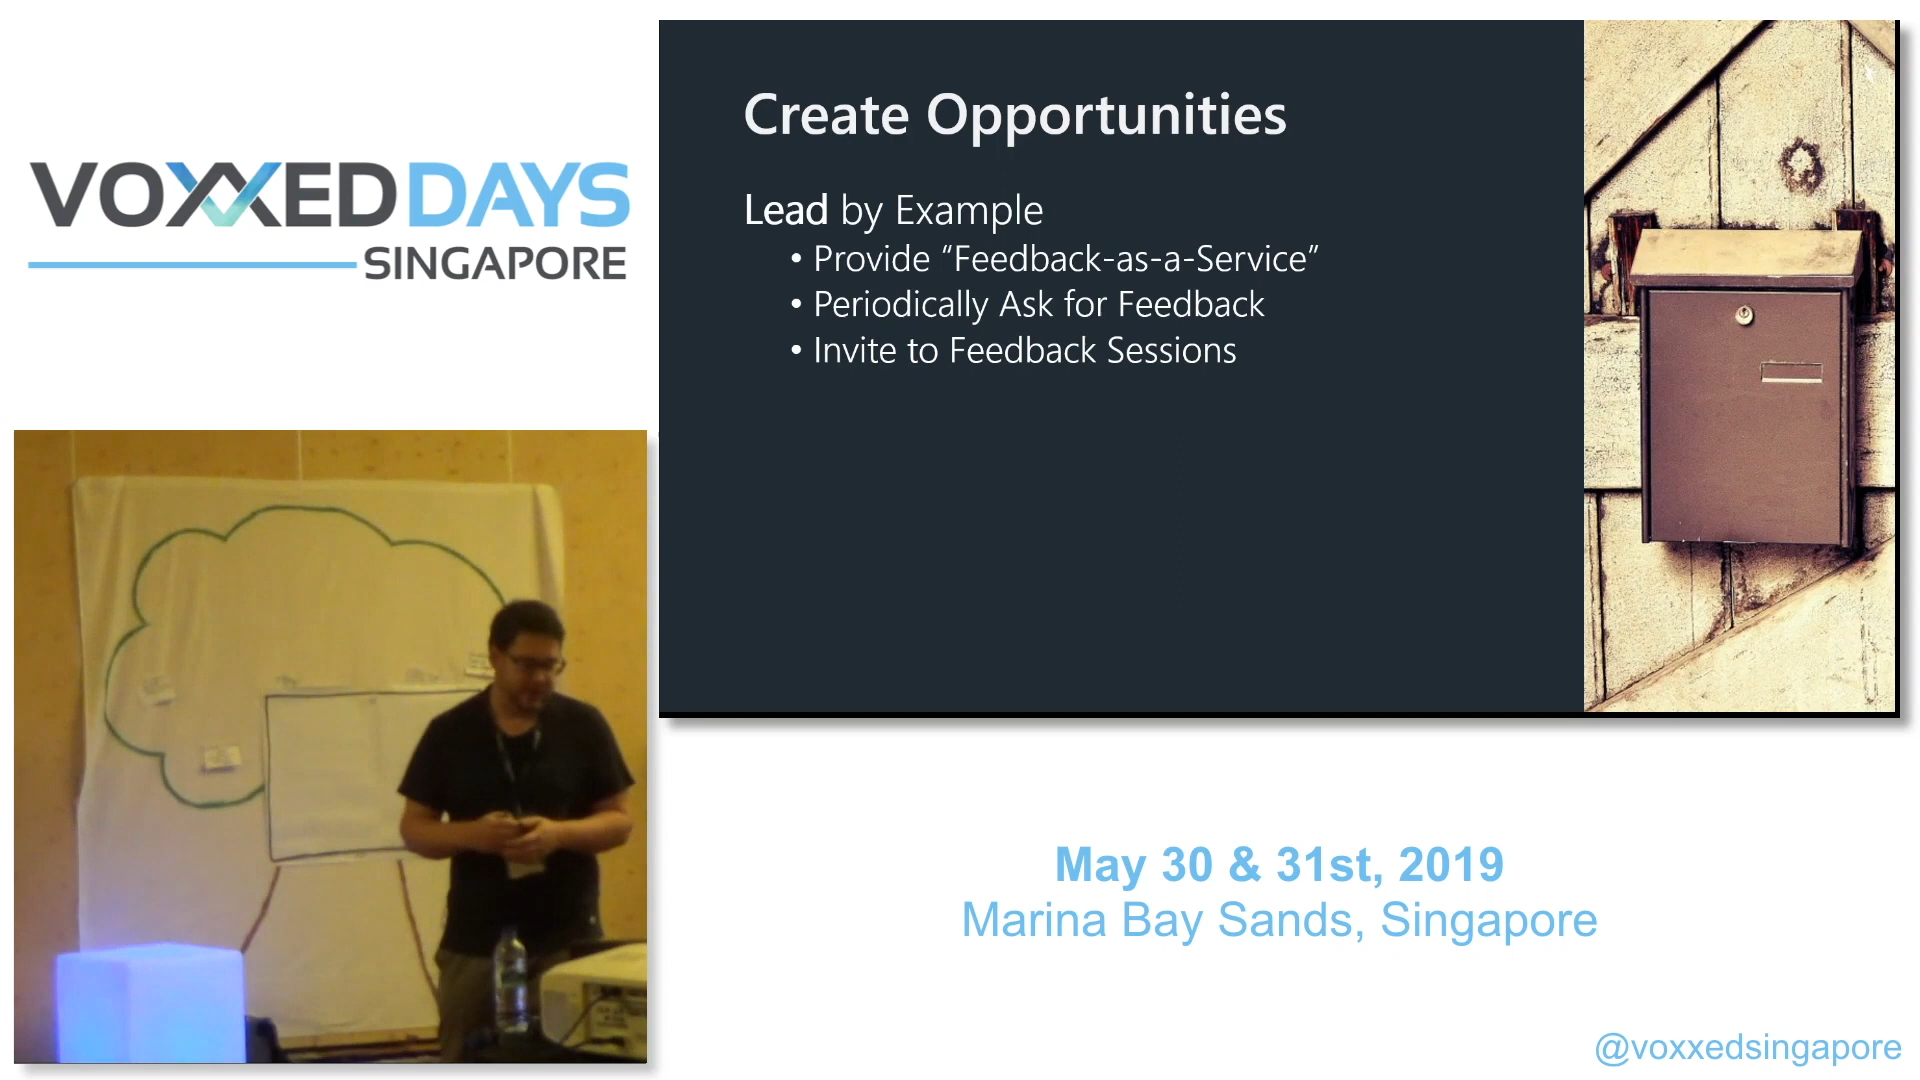 VOXXED DAYS
SINGAPORE
Create Opportunities
Lead by Example
• Provide “Feedback-as-a-Service”
• Periodically Ask for Feedback
• Invite to Feedback Sessions
May 30 & 31st, 2019
Marina Bay Sands, Singapore
@voxxedsingapore